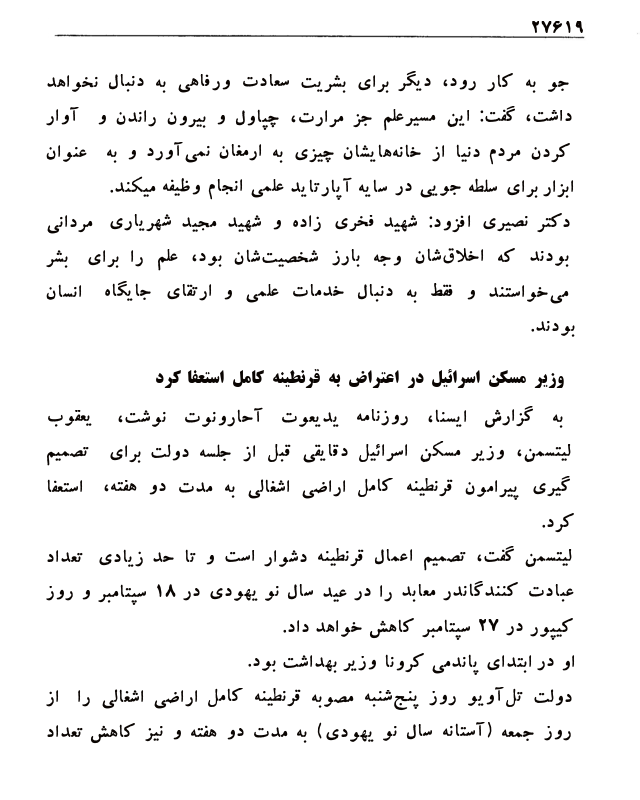 ۲۷۶۱۹
جو به کار رود، دیگر برای بشریت سعادت ورفاهی به دنبال نخواهد
داشت، گفت: این مسیرعلم جز مرارت، چپاول و بیرون راندن و آوار
کردن مردم دنیا از خانه‌هایشان چیزی به ارمغان نمی‌آورد و به عنوان
ابزار برای سلطه جویی در سایه آپارتاید علمی انجام وظیفه میکند.
دکتر نصیری افزود: شهید فخری زاده و شهید مجید شهریاری مردانی
بودند که اخلاق‌شان وجه بارز شخصیت‌شان بود، علم را برای بشر
می‌خواستند و فقط به دنبال خدمات علمی و ارتقای جایگاه انسان
بودند.
وزیر مسکن اسرائیل در اعتراض به قرنطینه کامل استعفا کرد
به گزارش ایسنا، روزنامه یدیعوت آحارونوت نوشت، یعقوب
لیتسمن، وزیر مسکن اسرائیل دقایقی قبل از جلسه دولت برای تصمیم
گیری پیرامون قرنطینه کامل اراضی اشغالی به مدت دو هفته، استعفا
کرد.
لیتسمن گفت، تصمیم اعمال قرنطینه دشوار است و تا حد زیادی تعداد
عبادت کنندگاندر معابد را در عید سال نو یهودی در ۱۸ سپتامبر و روز
کیپور در ۲۷ سپتامبر کاهش خواهد داد.
او در ابتدای پاندمی کرونا وزیر بهداشت بود.
دولت تل‌آویو روز پنج‌شنبه مصوبه قرنطینه کامل اراضی اشغالی را از
روز جمعه (آستانه سال نو یهودی) به مدت دو هفته و نیز کاهش تعداد